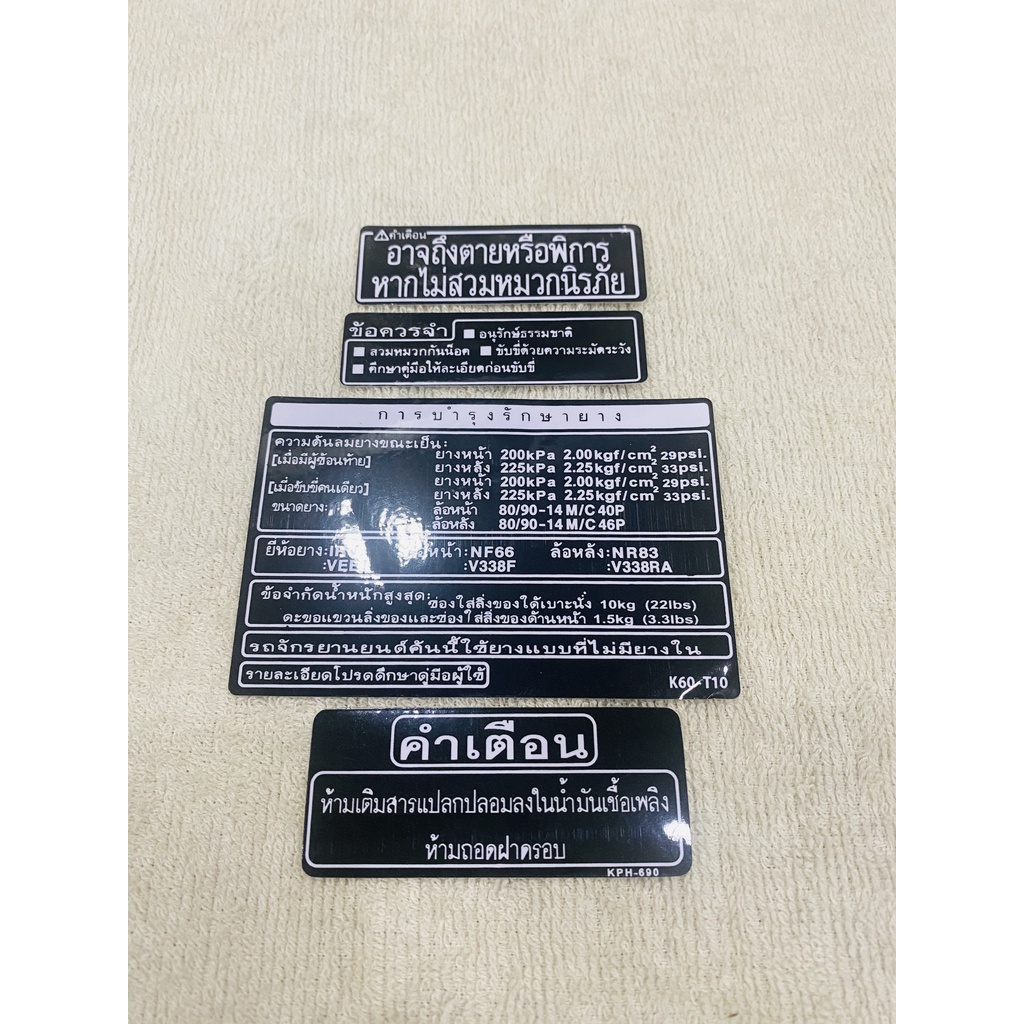 ⚠คำเตือน
อาจถึงตายหรือพิการ
หากไม่สวมหมวกนิรภัย
ข้อควรจำ ■ อนุรักษ์ธรรมชาติ
■ สวมหมวกกันน็อค ■ ขับขี่ด้วยความระมัดระวัง
■ ศึกษาคู่มือให้ละเอียดก่อนขับขี่
การบำรุงรักษายาง
ความดันลมยางขณะเย็น:
[เมื่อมีผู้ซ้อนท้าย] ยางหน้า 200kPa 2.00kgf/cm² 29psi.
ยางหลัง 225kPa 2.25kgf/cm² 33psi.
[เมื่อขับขี่คนเดียว] ยางหน้า 200kPa 2.00kgf/cm² 29psi.
ยางหลัง 225kPa 2.25kgf/cm² 33psi.
ขนาดยาง: ล้อหน้า 80/90-14 M/C 40P
ล้อหลัง 80/90-14 M/C 46P
ยี่ห้อยาง: :NF66 ล้อหลัง:NR83
:V338F :V338RA
ข้อจำกัดน้ำหนักสูงสุด: ช่องใส่สิ่งของใต้เบาะนั่ง 10kg (22lbs)
ตะขอแขวนสิ่งของและช่องใส่สิ่งของด้านหน้า 1.5kg (3.3lbs)
รถจักรยานยนต์คันนี้ใช้ยางแบบที่ไม่มียางใน
รายละเอียดโปรดศึกษาคู่มือผู้ใช้ K60-T10
คำเตือน
ห้ามเติมสารแปลกปลอมลงในน้ำมันเชื้อเพลิง
ห้ามถอดฝาครอบ
KPH-690